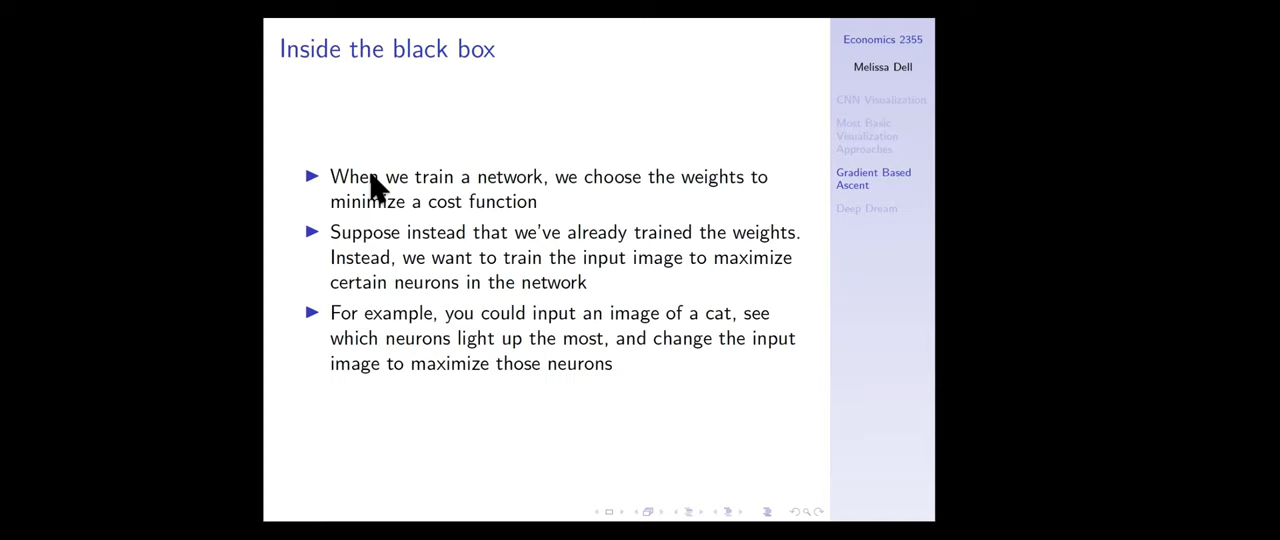 Inside the black box
When we train a network, we choose the weights to
minimize a cost function
Suppose instead that we've already trained the weights.
Instead, we want to train the input image to maximize
certain neurons in the network
For example, you could input an image of a cat, see
which neurons light up the most, and change the input
image to maximize those neurons
Economics 2355
Melissa Dell
CNN Visualization
Most Basic
Visualization
Approaches
Gradient Based
Ascent
Deep Dream